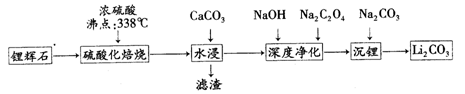 浓硫酸
沸点:338℃
CaCO₃
NaOH
Na₂C₂O₄
Na₂CO₃
锂辉石
硫酸化焙烧
水浸
深度净化
沉锂
Li₂CO₃
滤渣